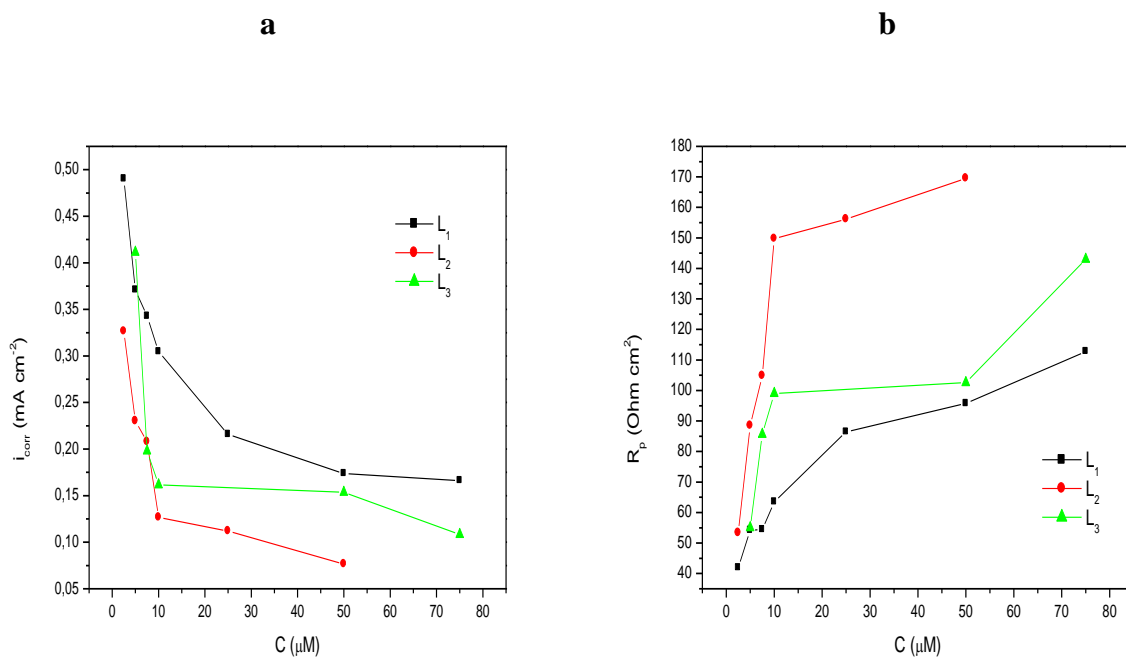 a
b
0,50
0,45
0,40
0,35
0,30
0,25
0,20
0,15
0,10
0,05
i_corr (mA cm⁻²)
0 10 20 30 40 50 60 70 80
C (μM)
L₁
L₂
L₃
180
170
160
150
140
130
120
110
100
90
80
70
60
50
40
R_p (Ohm cm²)
0 10 20 30 40 50 60 70 80
C (μM)
L₁
L₂
L₃